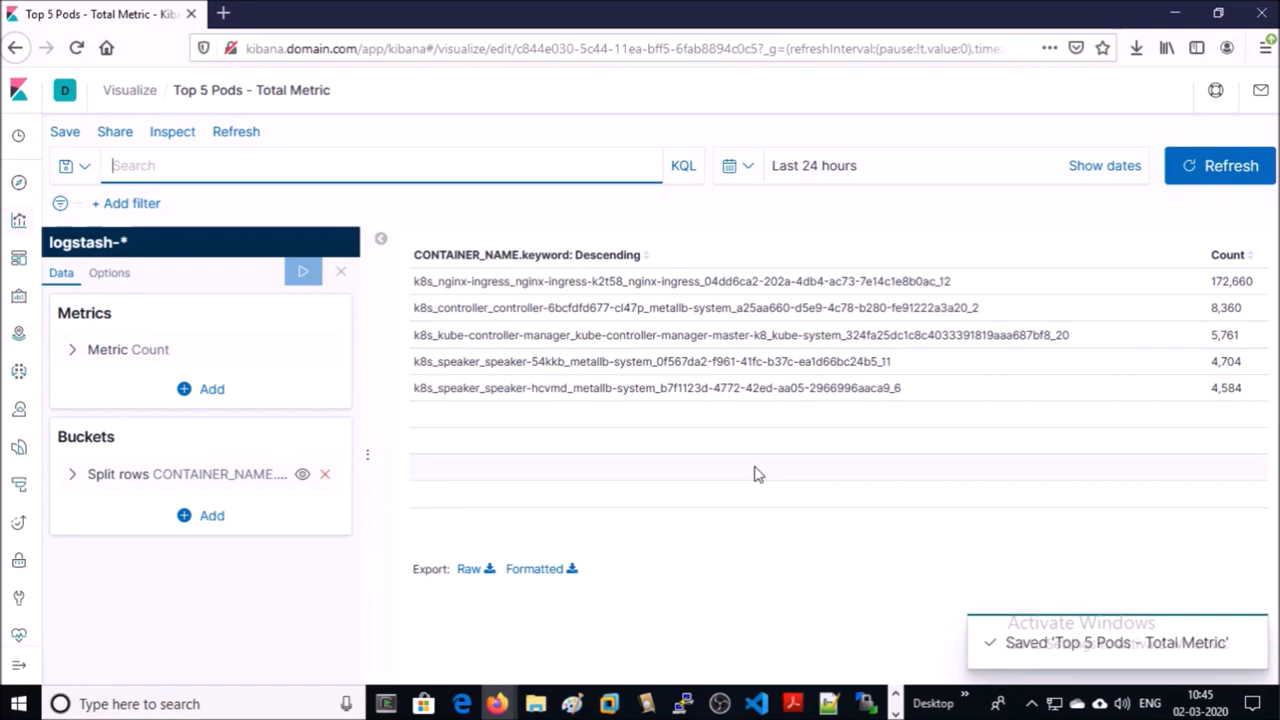 Top 5 Pods - Total Metric - Kib
kibana.domain.com/app/kibana#/visualize/edit/c844e030-5c44-11ea-bff5-6fab8894c0c5?_g=(refreshInterval:(pause:!t,value:0),time:
D Visualize / Top 5 Pods - Total Metric
Save Share Inspect Refresh
Search KQL Last 24 hours Show dates Refresh
+ Add filter
logstash-*
Data Options
Metrics
Metric Count
Add
Buckets
Split rows CONTAINER_NAME....
Add
CONTAINER_NAME.keyword: Descending Count
k8s_nginx-ingress_nginx-ingress-k2t58_nginx-ingress_04dd6ca2-202a-4db4-ac73-7e14c1e8b0ac_12 172,660
k8s_controller_controller-6bcfdfd677-cl47p_metallb-system_a25aa660-d5e9-4c78-b280-fe91222a3a20_2 8,360
k8s_kube-controller-manager_kube-controller-manager-master-k8_kube-system_324fa25dc1c8c4033391819aaa687bf8_20 5,761
k8s_speaker_speaker-54kkb_metallb-system_0f567da2-f961-41fc-b37c-ea1d66bc24b5_11 4,704
k8s_speaker_speaker-hcvmd_metallb-system_b7f1123d-4772-42ed-aa05-2966996aaca9_6 4,584
Export: Raw Formatted
Activate Windows
Saved 'Top 5 Pods - Total Metric'
Type here to search
Desktop
ENG
10:45
02-03-2020